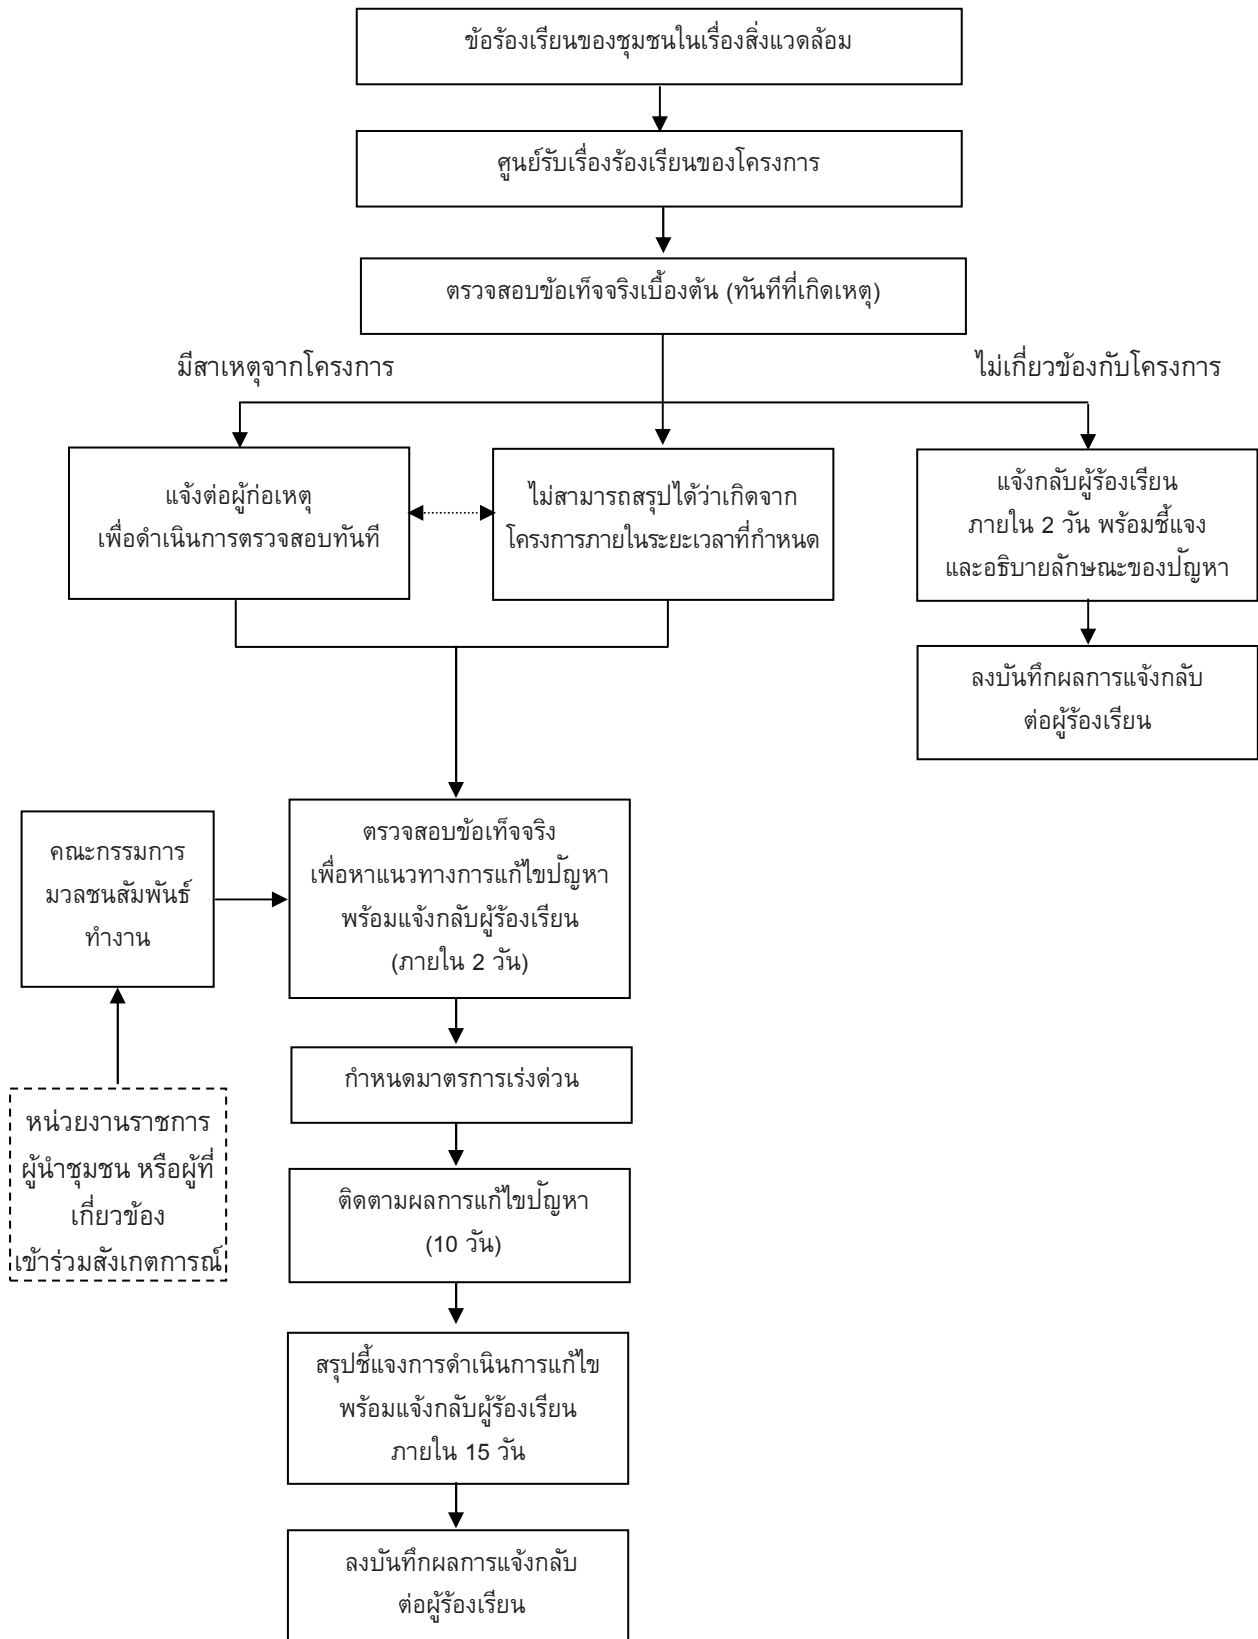 ข้อร้องเรียนของชุมชนในเรื่องสิ่งแวดล้อม
ศูนย์รับเรื่องร้องเรียนของโครงการ
ตรวจสอบข้อเท็จจริงเบื้องต้น (ทันทีที่เกิดเหตุ)
มีสาเหตุจากโครงการ
ไม่เกี่ยวข้องกับโครงการ
แจ้งต่อผู้ก่อเหตุ
เพื่อดำเนินการตรวจสอบทันที
ไม่สามารถสรุปได้ว่าเกิดจาก
โครงการภายในระยะเวลาที่กำหนด
แจ้งกลับผู้ร้องเรียน
ภายใน 2 วัน พร้อมชี้แจง
และอธิบายลักษณะของปัญหา
ลงบันทึกผลการแจ้งกลับ
ต่อผู้ร้องเรียน
คณะกรรมการ
มวลชนสัมพันธ์
ทำงาน
ตรวจสอบข้อเท็จจริง
เพื่อหาแนวทางการแก้ไขปัญหา
พร้อมแจ้งกลับผู้ร้องเรียน
(ภายใน 2 วัน)
กำหนดมาตรการเร่งด่วน
หน่วยงานราชการ
ผู้นำชุมชน หรือผู้ที่
เกี่ยวข้อง
เข้าร่วมสังเกตการณ์
ติดตามผลการแก้ไขปัญหา
(10 วัน)
สรุปชี้แจงการดำเนินการแก้ไข
พร้อมแจ้งกลับผู้ร้องเรียน
ภายใน 15 วัน
ลงบันทึกผลการแจ้งกลับ
ต่อผู้ร้องเรียน